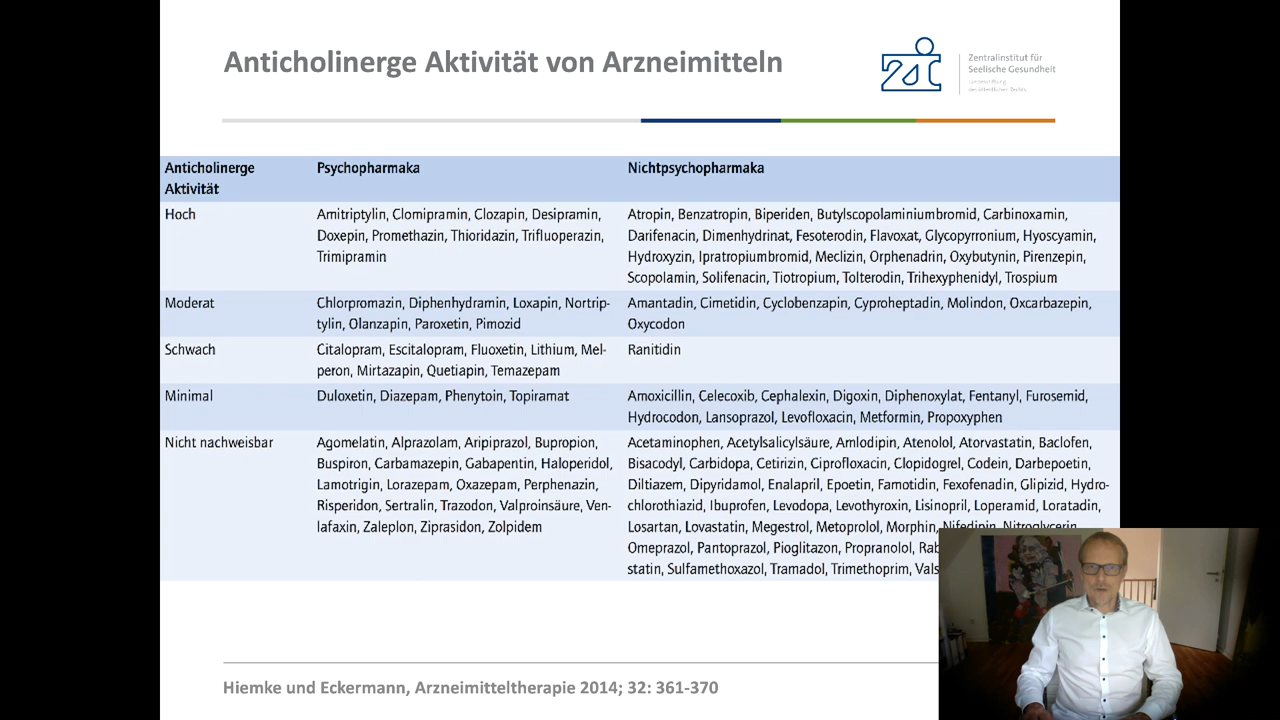 Anticholinerge Aktivität von Arzneimitteln
Zentralinstitut für
Seelische Gesundheit
Landesstiftung
des öffentlichen Rechts
Anticholinerge
Aktivität
Psychopharmaka
Nichtpsychopharmaka
Hoch
Amitriptylin, Clomipramin, Clozapin, Desipramin,
Doxepin, Promethazin, Thioridazin, Trifluoperazin,
Trimipramin
Atropin, Benzatropin, Biperiden, Butylscopolaminiumbromid, Carbinoxamin,
Darifenacin, Dimenhydrinat, Fesoterodin, Flavoxat, Glycopyrronium, Hyoscyamin,
Hydroxyzin, Ipratropiumbromid, Meclizin, Orphenadrin, Oxybutynin, Pirenzepin,
Scopolamin, Solifenacin, Tiotropium, Tolterodin, Trihexyphenidyl, Trospium
Moderat
Chlorpromazin, Diphenhydramin, Loxapin, Nortrip-
tylin, Olanzapin, Paroxetin, Pimozid
Amantadin, Cimetidin, Cyclobenzapin, Cyproheptadin, Molindon, Oxcarbazepin,
Oxycodon
Schwach
Citalopram, Escitalopram, Fluoxetin, Lithium, Mel-
peron, Mirtazapin, Quetiapin, Temazepam
Ranitidin
Minimal
Duloxetin, Diazepam, Phenytoin, Topiramat
Amoxicillin, Celecoxib, Cephalexin, Digoxin, Diphenoxylat, Fentanyl, Furosemid,
Hydrocodon, Lansoprazol, Levofloxacin, Metformin, Propoxyphen
Nicht nachweisbar
Agomelatin, Alprazolam, Aripiprazol, Bupropion,
Buspiron, Carbamazepin, Gabapentin, Haloperidol,
Lamotrigin, Lorazepam, Oxazepam, Perphenazin,
Risperidon, Sertralin, Trazodon, Valproinsäure, Ven-
lafaxin, Zaleplon, Ziprasidon, Zolpidem
Acetaminophen, Acetylsalicylsäure, Amlodipin, Atenolol, Atorvastatin, Baclofen,
Bisacodyl, Carbidopa, Cetirizin, Ciprofloxacin, Clopidogrel, Codein, Darbepoetin,
Diltiazem, Dipyridamol, Enalapril, Epoetin, Famotidin, Fexofenadin, Glipizid, Hydro-
chlorothiazid, Ibuprofen, Levodopa, Levothyroxin, Lisinopril, Loperamid, Loratadin,
Losartan, Lovastatin, Megestrol, Metoprolol, Morphin, Nifedipin, Nitroglycerin,
Omeprazol, Pantoprazol, Pioglitazon, Propranolol, Rab
statin, Sulfamethoxazol, Tramadol, Trimethoprim, Vals
Hiemke und Eckermann, Arzneimitteltherapie 2014; 32: 361-370